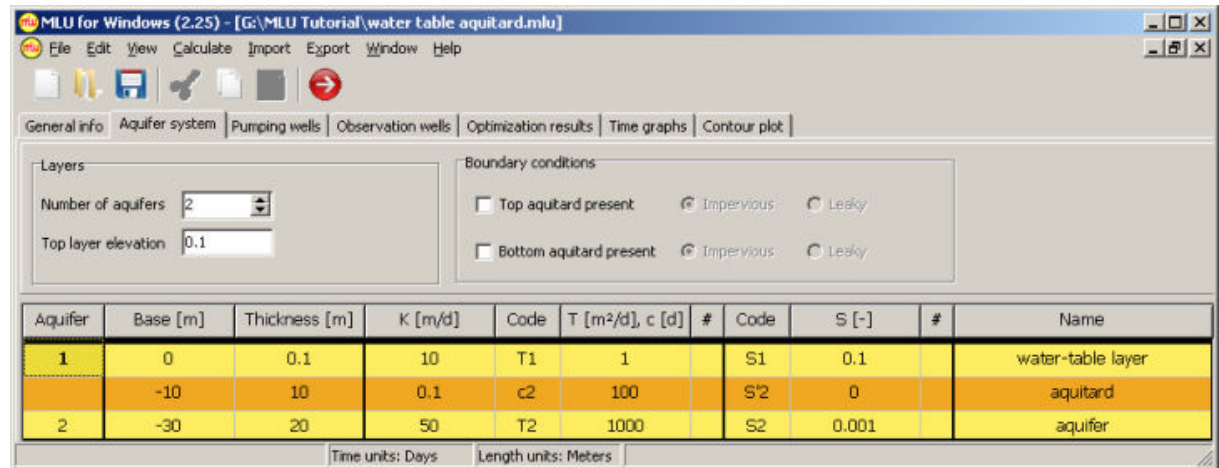 MLU for Windows (2.25) - [G:\MLU Tutorial\water table aquitard.mlu]
File Edit View Calculate Import Export Window Help
General info Aquifer system Pumping wells Observation wells Optimization results Time graphs Contour plot
Layers Boundary conditions
Number of aquifers 2 Top aquitard present Impervious Leaky
Top layer elevation 0.1 Bottom aquitard present Impervious Leaky
Aquifer Base [m] Thickness [m] K [m/d] Code T [m²/d], c [d] # Code S [-] # Name
1 0 0.1 10 T1 1 S1 0.1 water-table layer
-10 10 0.1 c2 100 S'2 0 aquitard
2 -30 20 50 T2 1000 S2 0.001 aquifer
Time units: Days Length units: Meters